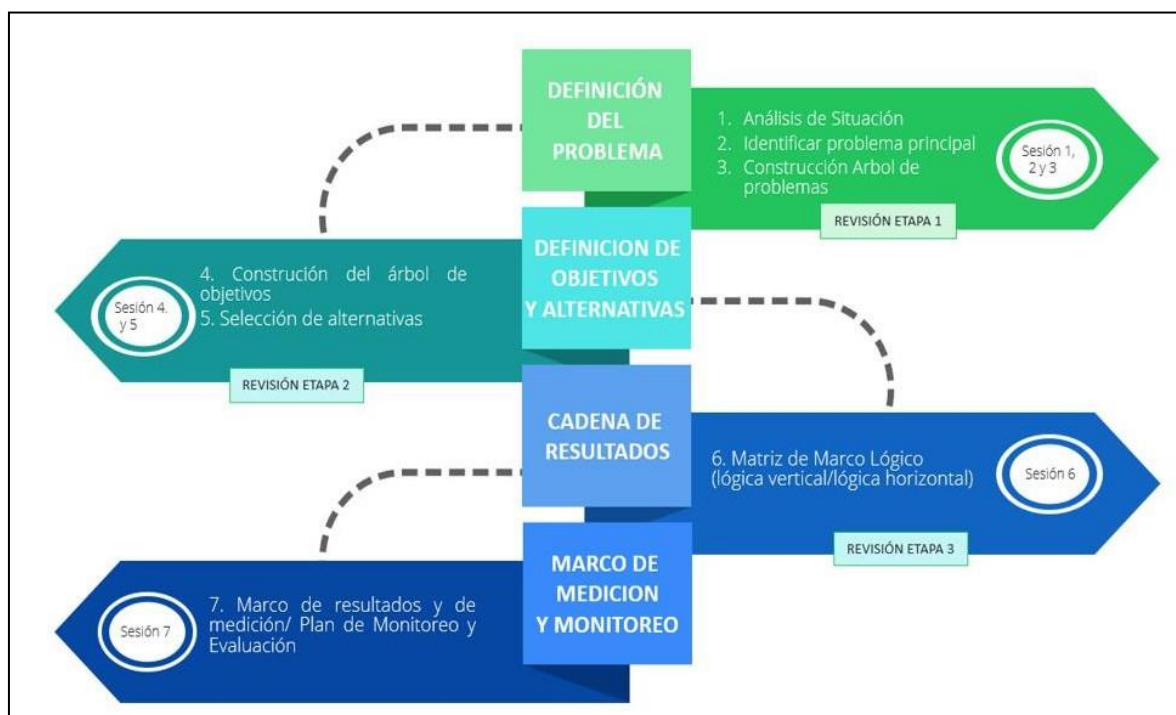 DEFINICIÓN
DEL
PROBLEMA
1. Análisis de Situación
2. Identificar problema principal
3. Construcción Arbol de
problemas
Sesión 1,
2 y 3
REVISIÓN ETAPA 1
DEFINICION DE
OBJETIVOS
Y ALTERNATIVAS
4. Construción del árbol de
objetivos
5. Selección de alternativas
Sesión 4.
y 5
REVISIÓN ETAPA 2
CADENA DE
RESULTADOS
6. Matriz de Marco Lógico
(lógica vertical/lógica horizontal)
Sesión 6
REVISIÓN ETAPA 3
MARCO DE
MEDICION
Y MONITOREO
7. Marco de resultados y de
medición/ Plan de Monitoreo y
Evaluación
Sesión 7